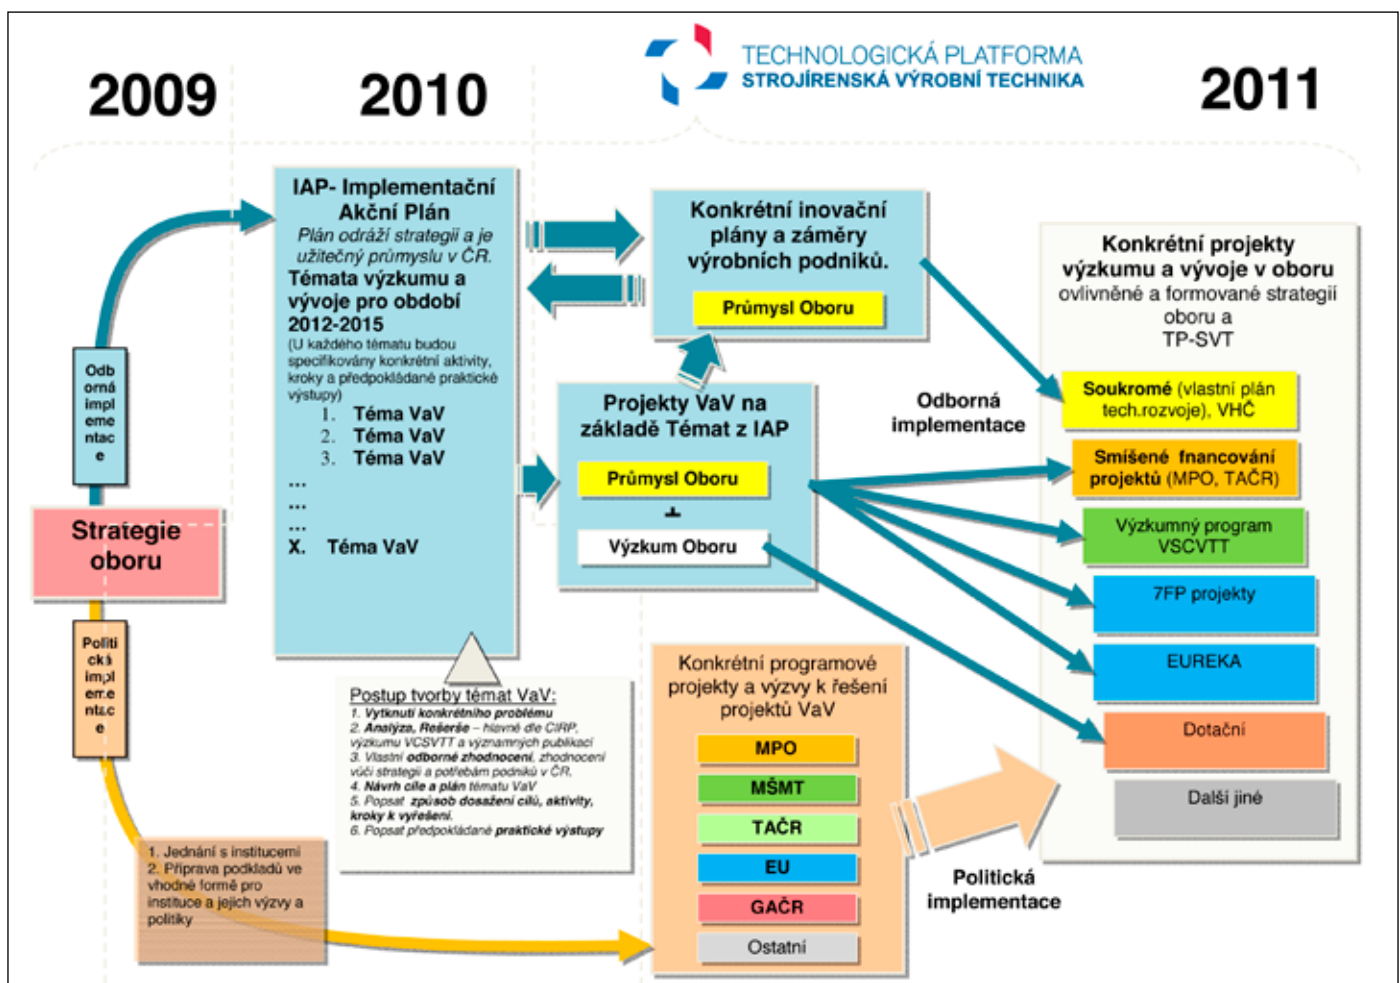 TECHNOLOGICKÁ PLATFORMA
STROJÍRENSKÁ VÝROBNÍ TECHNIKA
2009
2010
2011
IAP- Implementační
Akční Plán
Plán odráží strategii a je
užitečný průmyslu v ČR.
Témata výzkumu a
vývoje pro období
2012-2015
(U každého tématu budou
specifikovány konkrétní aktivity,
kroky a předpokládané praktické
výstupy)
1. Téma VaV
2. Téma VaV
3. Téma VaV
...
...
...
X. Téma VaV
Konkrétní inovační
plány a záměry
výrobních podniků.
Průmysl Oboru
Konkrétní projekty
výzkumu a vývoje v oboru
ovlivněné a formované strategií
oboru a
TP-SVT
Odb
orná
impl
eme
ntac
e
Projekty VaV na
základě Témat z IAP
Průmysl Oboru
+
Výzkum Oboru
Odborná
implementace
Soukromé (vlastní plán
tech.rozvoje), VHČ
Smíšené fnancování
projektů (MPO, TAČR)
Výzkumný program
VSCVTT
7FP projekty
EUREKA
Dotační
Další jiné
Strategie
oboru
Politi
cká
impl
eme
ntac
e
Postup tvorby témat VaV:
1. Vytknutí konkrétního problému
2. Analýza, Rešerše – hlavně dle CIRP,
výzkumu VCSVTT a významných publikací
3. Vlastní odborné zhodnocení, zhodnocení
vůči strategii a potřebám podniků v ČR.
4. Návrh cíle a plán tématu VaV
5. Popsat způsob dosažení cílů, aktivity,
kroky k vyřešení.
6. Popsat předpokládané praktické výstupy
Konkrétní programové
projekty a výzvy k řešení
projektů VaV
MPO
MŠMT
TAČR
EU
GAČR
Ostatní
Politická
implementace
1. Jednání s institucemi
2. Příprava podkladů ve
vhodné formě pro
instituce a jejich výzvy a
politiky